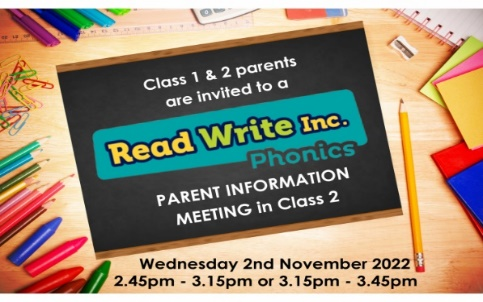 Class 1 & 2 parents
are invited to a
Read Write Inc.
Phonics
PARENT INFORMATION
MEETING in Class 2
Wednesday 2nd November 2022
2.45pm - 3.15pm or 3.15pm - 3.45pm